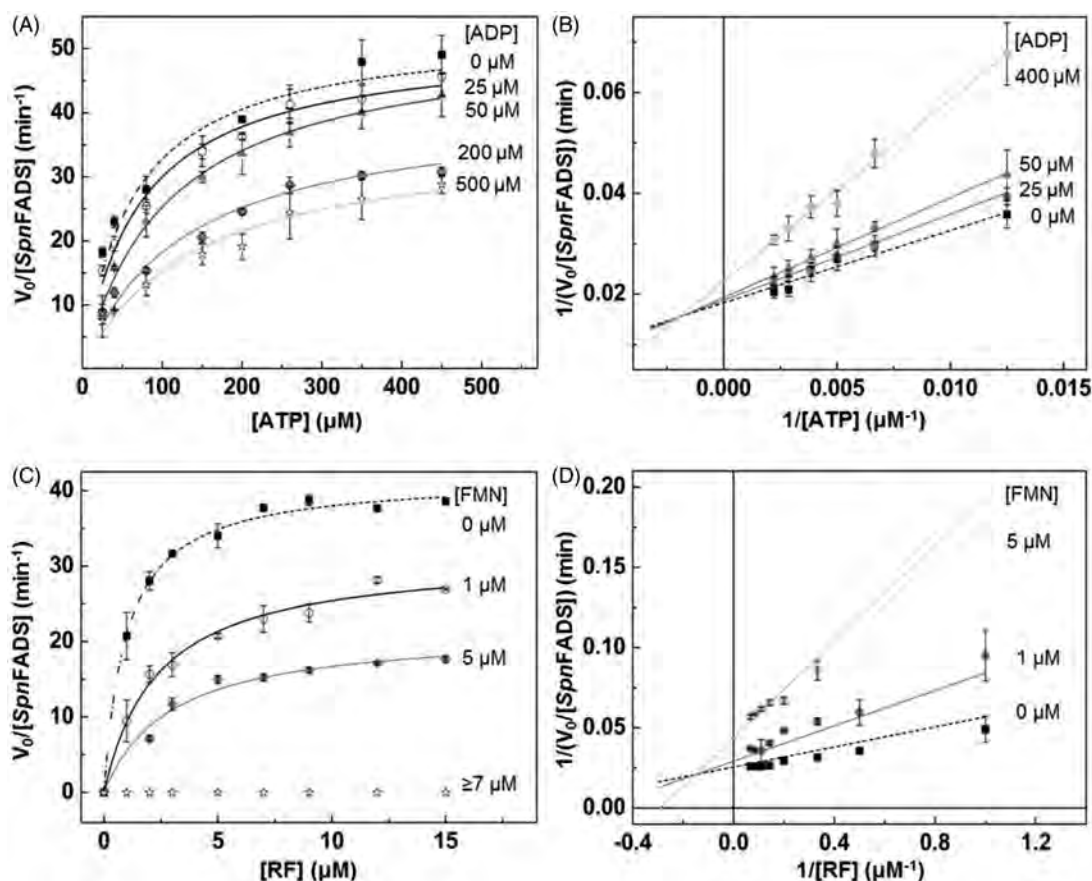 (A)
V₀/[SpnFADS] (min⁻¹)
50
40
30
20
10
0
100
200
300
400
500
[ATP] (µM)
[ADP]
0 µM
25 µM
50 µM
200 µM
500 µM
(B)
1/(V₀/[SpnFADS]) (min)
0.06
0.04
0.02
0.000
0.005
0.010
0.015
1/[ATP] (µM⁻¹)
[ADP]
400 µM
50 µM
25 µM
0 µM
(C)
V₀/[SpnFADS] (min⁻¹)
40
30
20
10
0
0
5
10
15
[RF] (µM)
[FMN]
0 µM
1 µM
5 µM
≥7 µM
(D)
1/(V₀/[SpnFADS]) (min)
0.20
0.15
0.10
0.05
0.00
-0.4
0.0
0.4
0.8
1.2
1/[RF] (µM⁻¹)
[FMN]
5 µM
1 µM
0 µM